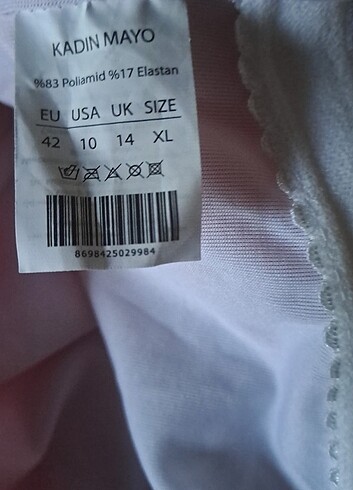 KADIN MAYO
%83 Poliamid %17 Elastan
EU USA UK SIZE
42 10 14 XL
8698425029984